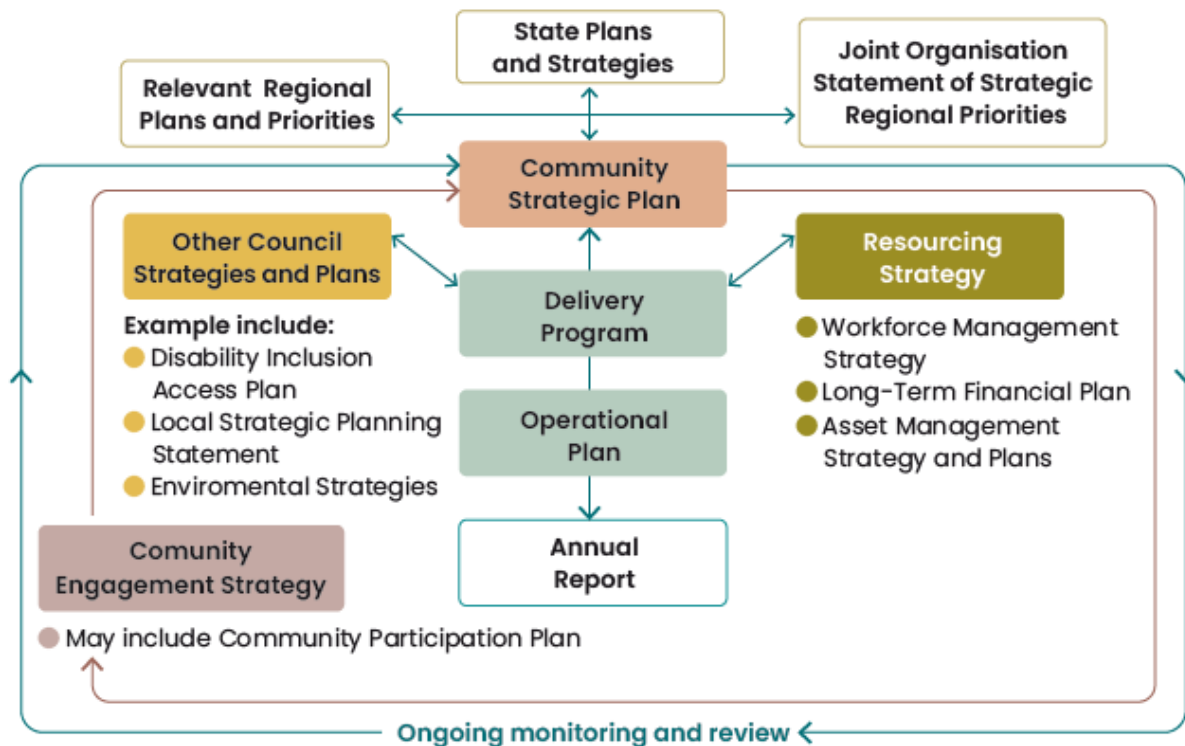 State Plans
and Strategies
Relevant Regional
Plans and Priorities
Joint Organisation
Statement of Strategic
Regional Priorities
Community
Strategic Plan
Other Council
Strategies and Plans
Example include:
Disability Inclusion
Access Plan
Local Strategic Planning
Statement
Enviromental Strategies
Delivery
Program
Operational
Plan
Annual
Report
Resourcing
Strategy
Workforce Management
Strategy
Long-Term Financial Plan
Asset Management
Strategy and Plans
Comunity
Engagement Strategy
May include Community Participation Plan
Ongoing monitoring and review